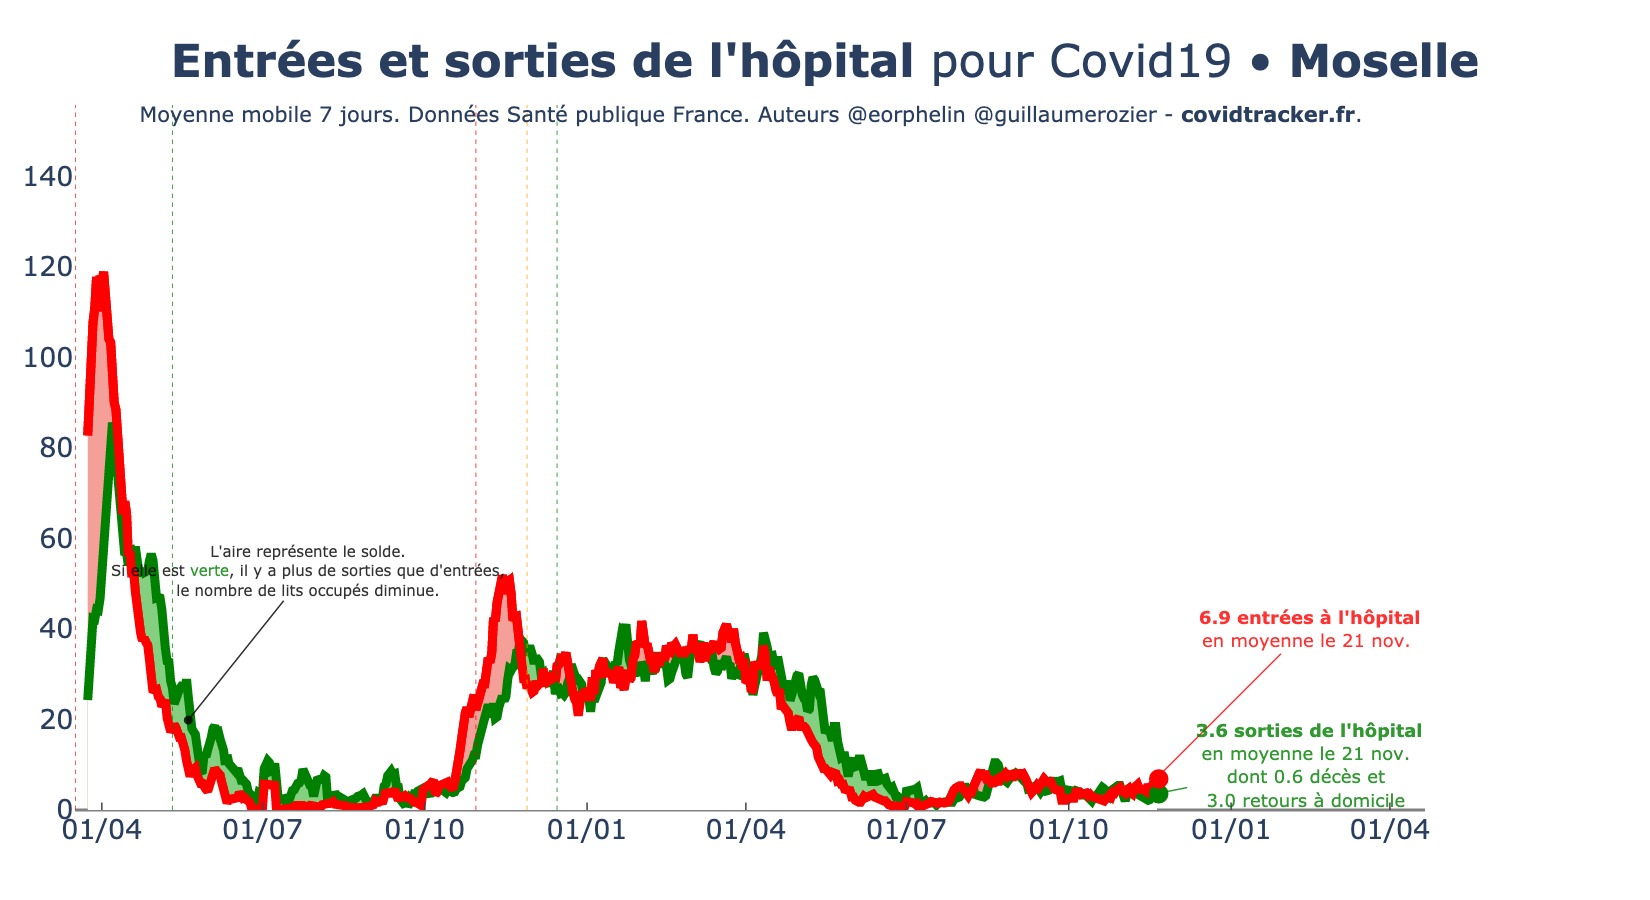 Entrées et sorties de l'hôpital pour Covid19 • Moselle
Moyenne mobile 7 jours. Données Santé publique France. Auteurs @eorphelin @guillaumerozier - covidtracker.fr.
140
120
100
80
60
40
20
0
L'aire représente le solde.
Si elle est verte, il y a plus de sorties que d'entrées,
le nombre de lits occupés diminue.
6.9 entrées à l'hôpital
en moyenne le 21 nov.
3.6 sorties de l'hôpital
en moyenne le 21 nov.
dont 0.6 décès et
3.0 retours à domicile
01/04 01/07 01/10 01/01 01/04 01/07 01/10 01/01 01/04